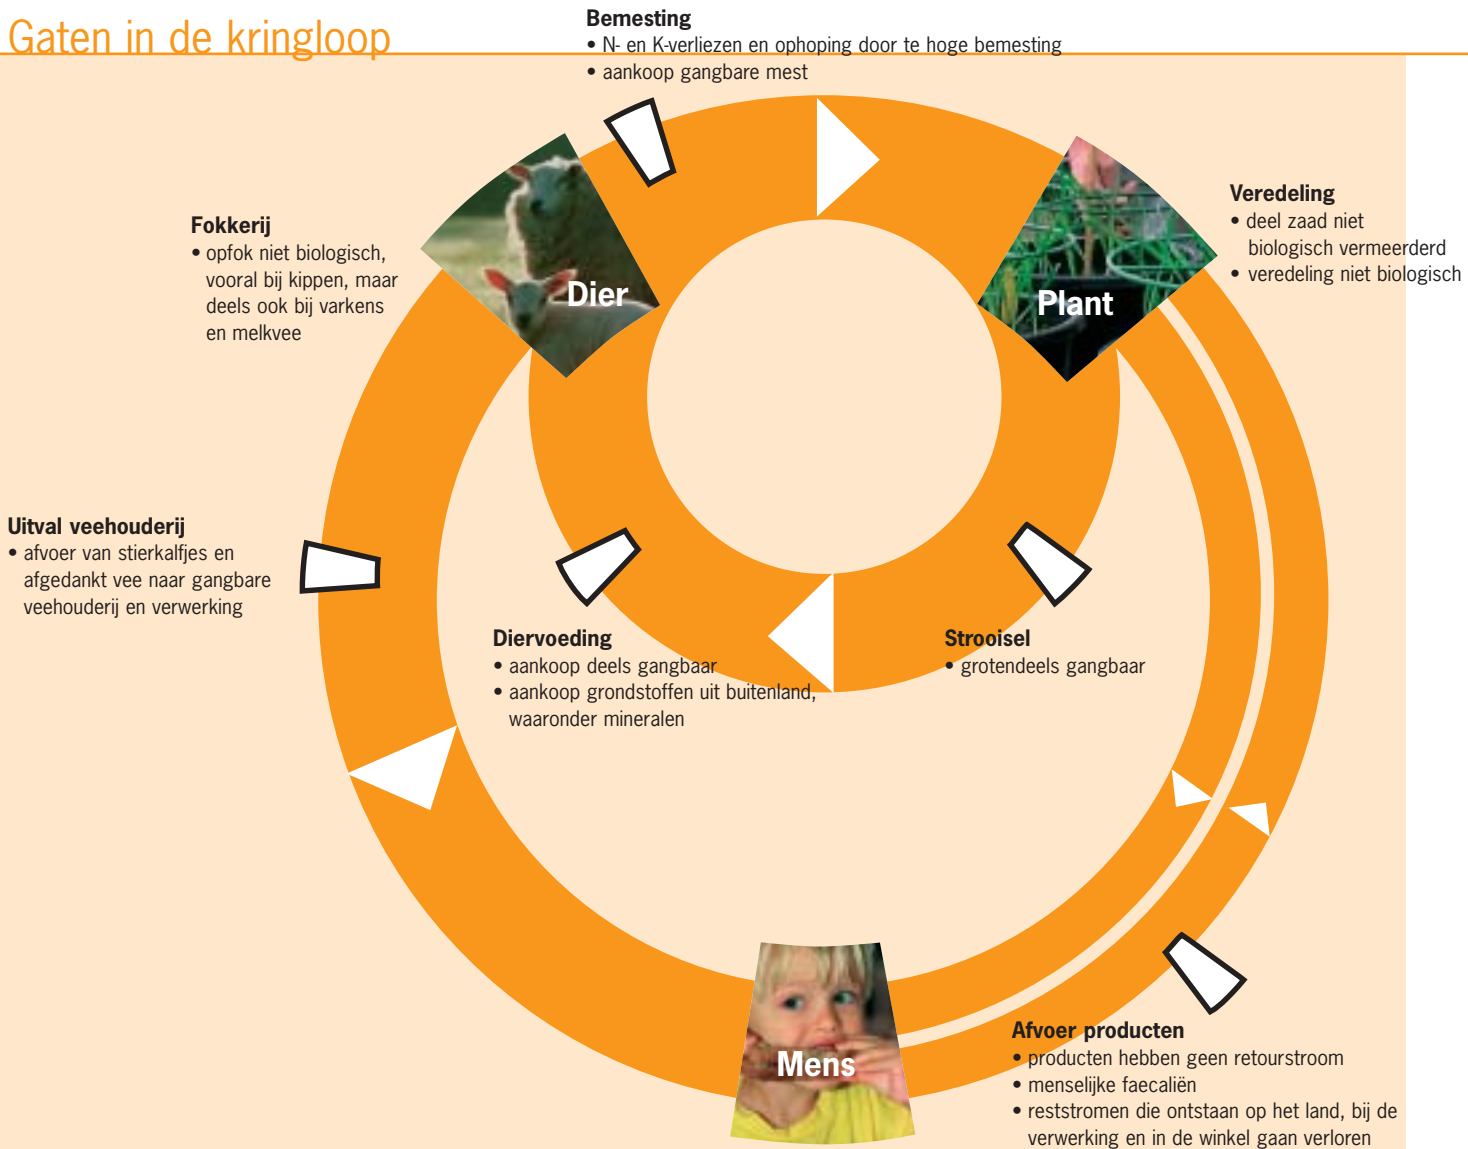 Gaten in de kringloop
Bemesting
• N- en K-verliezen en ophoping door te hoge bemesting
• aankoop gangbare mest
Fokkerij
• opfok niet biologisch,
vooral bij kippen, maar
deels ook bij varkens
en melkvee
Dier
Plant
Veredeling
• deel zaad niet
biologisch vermeerderd
• veredeling niet biologisch
Uitval veehouderij
• afvoer van stierkalfjes en
afgedankt vee naar gangbare
veehouderij en verwerking
Diervoeding
• aankoop deels gangbaar
• aankoop grondstoffen uit buitenland,
waaronder mineralen
Strooisel
• grotendeels gangbaar
Mens
Afvoer producten
• producten hebben geen retourstroom
• menselijke faecaliën
• reststromen die ontstaan op het land, bij de
verwerking en in de winkel gaan verloren